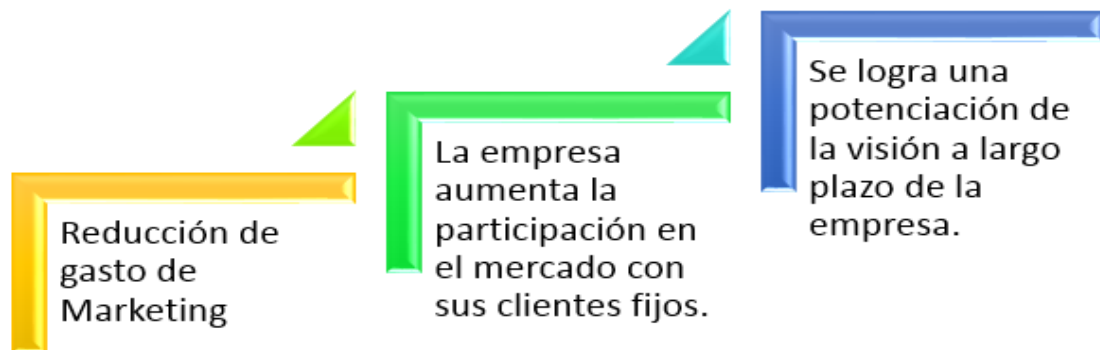 Reducción de
gasto de
Marketing
La empresa
aumenta la
participación en
el mercado con
sus clientes fijos.
Se logra una
potenciación de
la visión a largo
plazo de la
empresa.